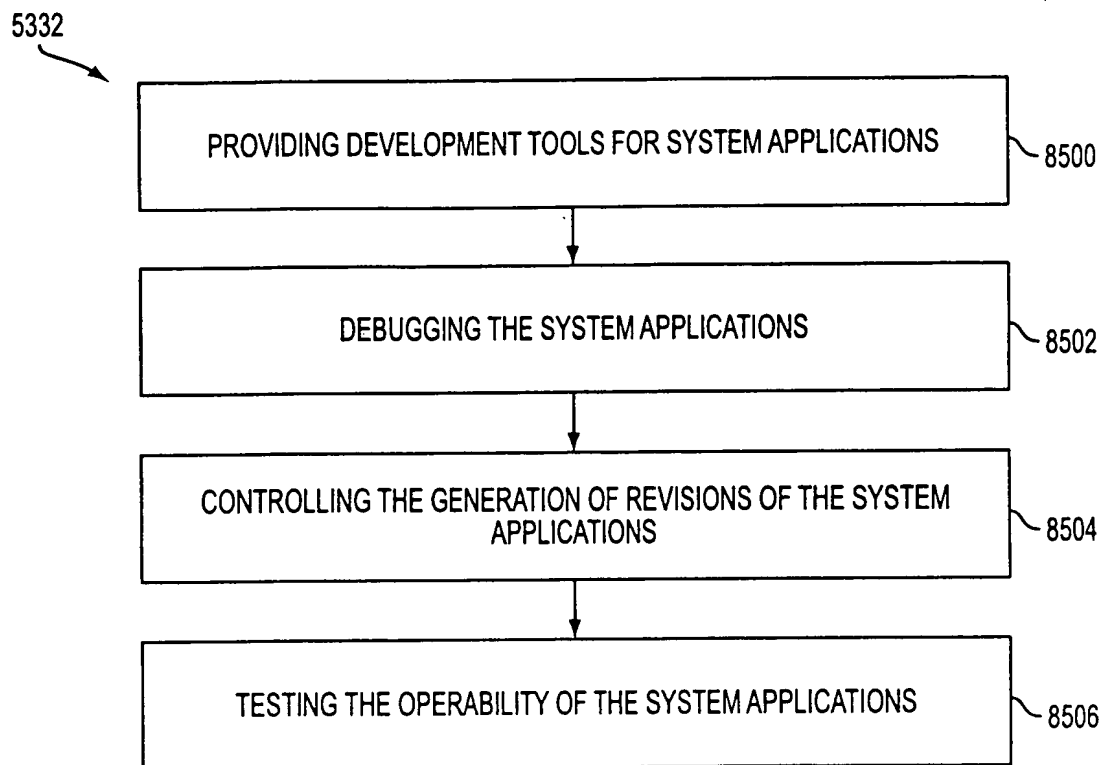 5332
PROVIDING DEVELOPMENT TOOLS FOR SYSTEM APPLICATIONS
8500
DEBUGGING THE SYSTEM APPLICATIONS
8502
CONTROLLING THE GENERATION OF REVISIONS OF THE SYSTEM
APPLICATIONS
8504
TESTING THE OPERABILITY OF THE SYSTEM APPLICATIONS
8506